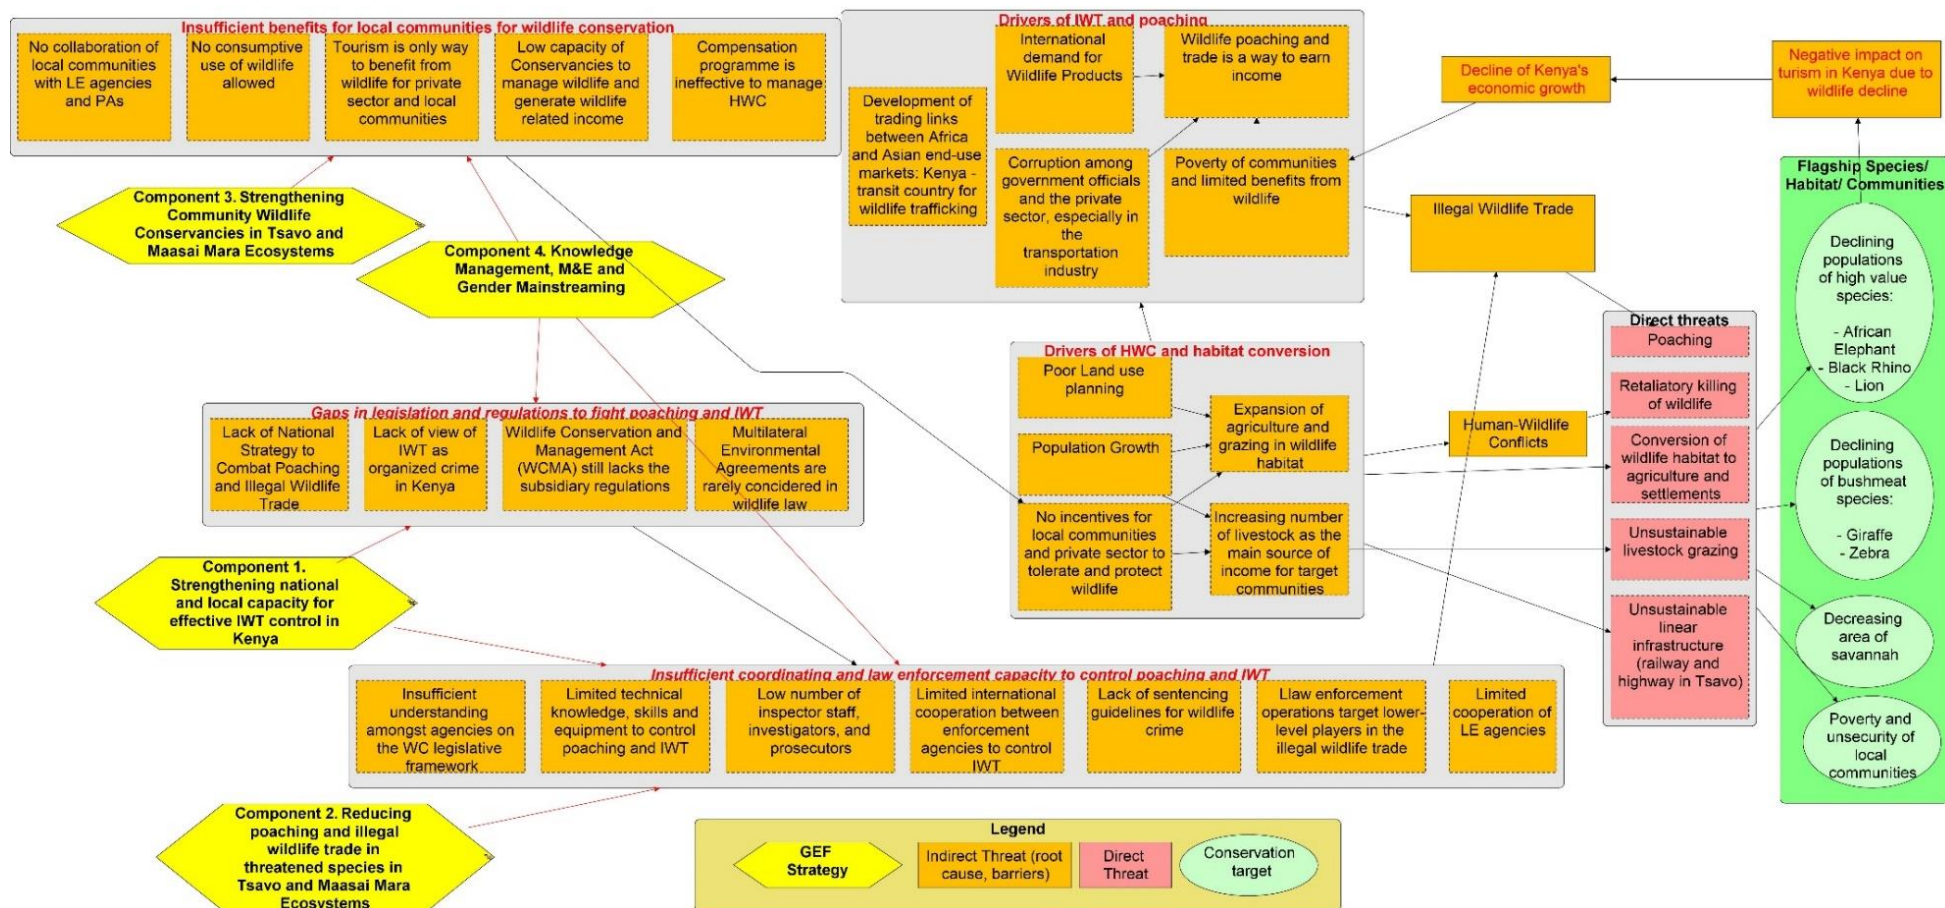 Insufficient benefits for local communities for wildlife conservation
No collaboration of
local communities
with LE agencies
and PAs
No consumptive
use of wildlife
allowed
Tourism is only way
to benefit from
wildlife for private
sector and local
communities
Low capacity of
Conservancies to
manage wildlife and
generate wildlife
related income
Compensation
programme is
ineffective to manage
HWC
Component 3. Strengthening
Community Wildlife
Conservancies in Tsavo and
Maasai Mara Ecosystems
Component 4. Knowledge
Management, M&E and
Gender Mainstreaming
Drivers of IWT and poaching
Development of
trading links
between Africa
and Asian end-use
markets: Kenya -
transit country for
wildlife trafficking
International
demand for
Wildlife Products
Wildlife poaching and
trade is a way to earn
income
Corruption among
government officials
and the private
sector, especially in
the
transportation
industry
Poverty of communities
and limited benefits from
wildlife
Decline of Kenya's
economic growth
Negative impact on
turism in Kenya due to
wildlife decline
Illegal Wildlife Trade
Flagship Species/
Habitat/ Communities
Declining
populations
of high value
species:
- African
Elephant
- Black Rhino
- Lion
Declining
populations
of bushmeat
species:
- Giraffe
- Zebra
Decreasing
area of
savannah
Poverty and
unsecurity of
local
communities
Direct threats
Poaching
Retaliatory killing
of wildlife
Conversion of
wildlife habitat to
agriculture and
settlements
Unsustainable
livestock grazing
Unsustainable
linear
infrastructure
(railway and
highway in Tsavo)
Drivers of HWC and habitat conversion
Poor Land use
planning
Population Growth
No incentives for
local communities
and private sector to
tolerate and protect
wildlife
Expansion of
agriculture and
grazing in wildlife
habitat
Increasing number
of livestock as the
main source of
income for target
communities
Human-Wildlife
Conflicts
Gaps in legislation and regulations to fight poaching and IWT
Lack of National
Strategy to
Combat Poaching
and Illegal Wildlife
Trade
Lack of view of
IWT as
organized crime
in Kenya
Wildlife Conservation and
Management Act
(WCMA) still lacks the
subsidiary regulations
Multilateral
Environmental
Agreements are
rarely concidered in
wildlife law
Component 1.
Strengthening national
and local capacity for
effective IWT control in
Kenya
Insufficient coordinating and law enforcement capacity to control poaching and IWT
Insufficient
understanding
amongst agencies on
the WC legislative
framework
Limited technical
knowledge, skills and
equipment to control
poaching and IWT
Low number of
inspector staff,
investigators, and
prosecutors
Limited international
cooperation between
enforcement
agencies to control
IWT
Lack of sentencing
guidelines for wildlife
crime
Llaw enforcement
operations target lower-
level players in the
illegal wildlife trade
Limited
cooperation of
LE agencies
Component 2. Reducing
poaching and illegal
wildlife trade in
threatened species in
Tsavo and Maasai Mara
Ecosystems
Legend
GEF
Strategy
Indirect Threat (root
cause, barriers)
Direct
Threat
Conservation
target